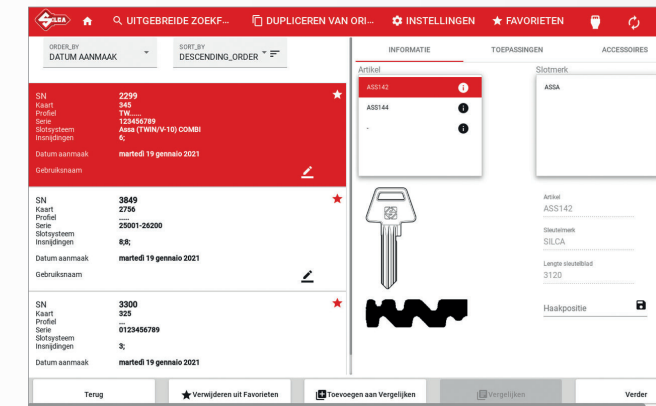 SILCA
UITGEBREIDE ZOEKF...
DUPLICEREN VAN ORI...
INSTELLINGEN
FAVORIETEN
ORDER_BY
DATUM AANMAAK
SORT_BY
DESCENDING_ORDER
SN 2299
Kaart 345
Profiel TW......
Serie 123456789
Slotsysteem Assa (TWIN/V-10) COMBI
Insnijdingen 6;
Datum aanmaak martedì 19 gennaio 2021
Gebruiksnaam
SN 3849
Kaart 2756
Profiel .....
Serie 25001-26200
Slotsysteem
Insnijdingen 8;8;
Datum aanmaak martedì 19 gennaio 2021
Gebruiksnaam
SN 3300
Kaart 325
Profiel ...
Serie 0123456789
Slotsysteem
Insnijdingen 3;
Datum aanmaak martedì 19 gennaio 2021
INFORMATIE
TOEPASSINGEN
ACCESSOIRES
Artikel
ASS142
ASS144
-
Slotmerk
ASSA
Artikel
ASS142
Sleutelmerk
SILCA
Lengte sleutelblad
3120
Haakpositie
Terug
Verwijderen uit Favorieten
Toevoegen aan Vergelijken
Vergelijken
Verder